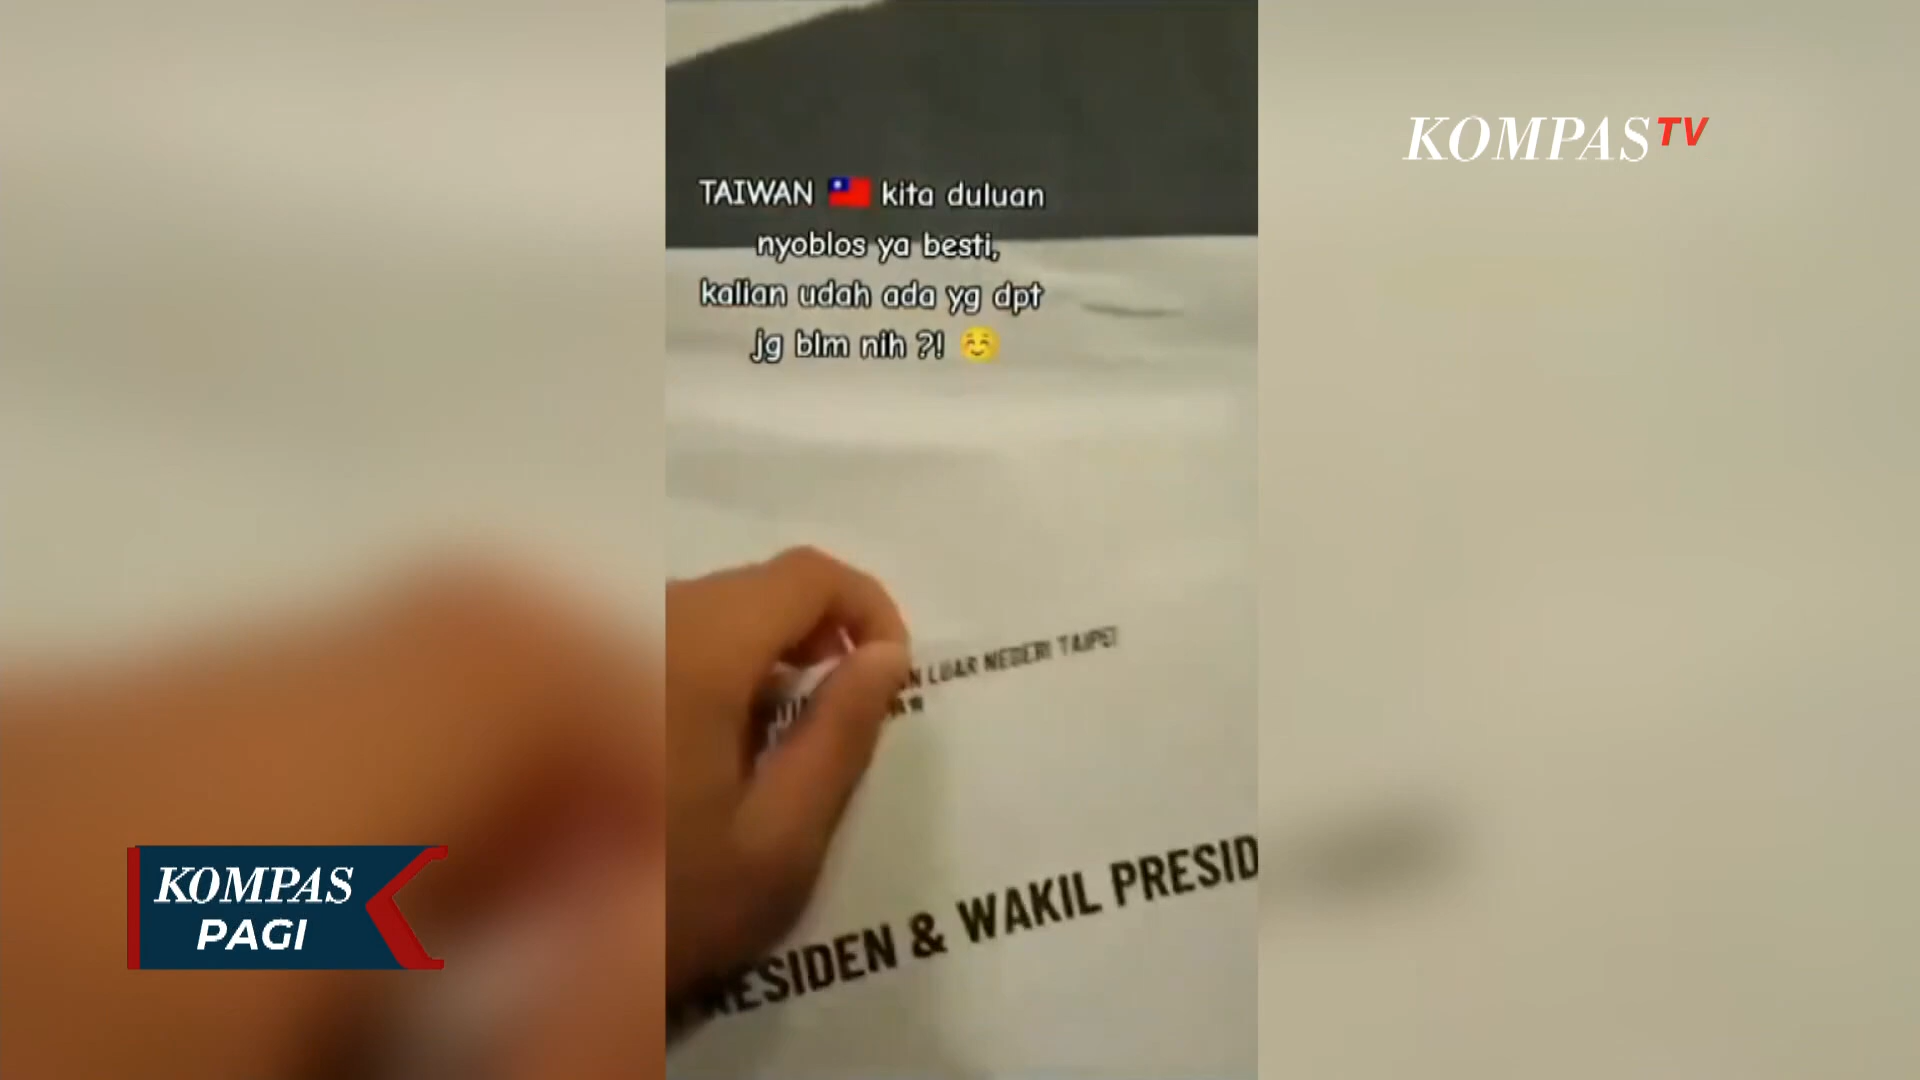 KOMPAS TV
TAIWAN 🇹🇼 kita duluan
nyoblos ya besti,
kalian udah ada yg dpt
jg blm nih ?! ☺️
LUAR NEGERI TAIPEI
PRESIDEN & WAKIL PRESID
KOMPAS
PAGI